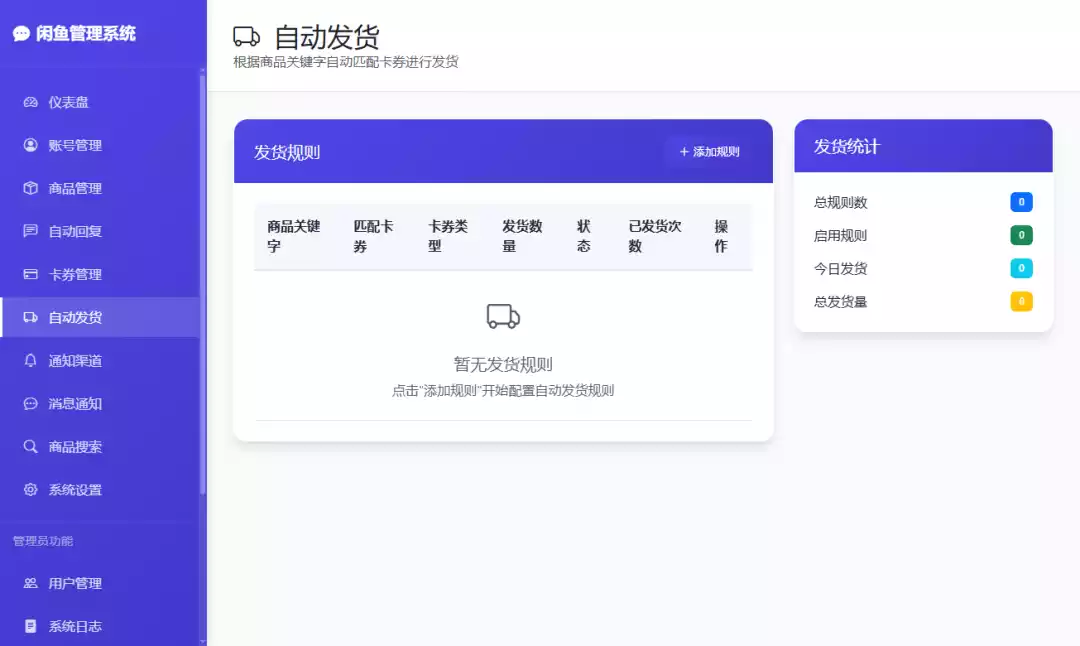 闲鱼管理系统
仪表盘
账号管理
商品管理
自动回复
卡券管理
自动发货
通知渠道
消息通知
商品搜索
系统设置
管理员功能
用户管理
系统日志
自动发货
根据商品关键字自动匹配卡券进行发货
发货规则
+ 添加规则
商品关键字 匹配卡券 卡券类型 发货数量 状态 已发货次数 操作
暂无发货规则
点击"添加规则"开始配置自动发货规则
发货统计
总规则数 0
启用规则 0
今日发货 0
总发货量 0